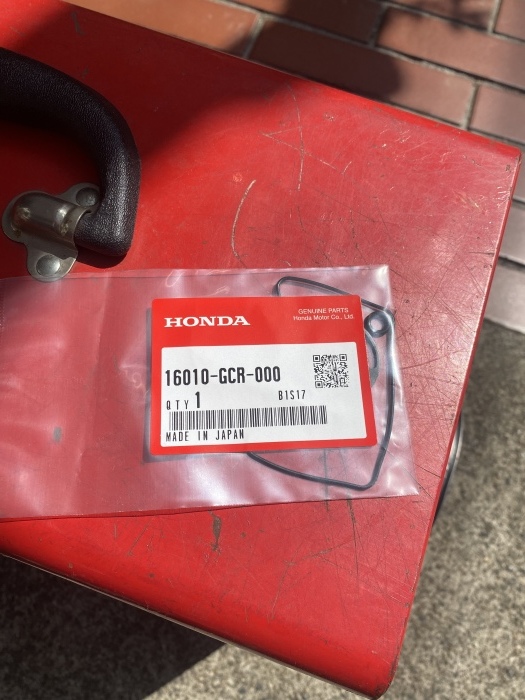 HONDA
GENUINE PARTS
Honda Motor Co., Ltd.
16010-GCR-000
QTY 1 B1S17
MADE IN JAPAN